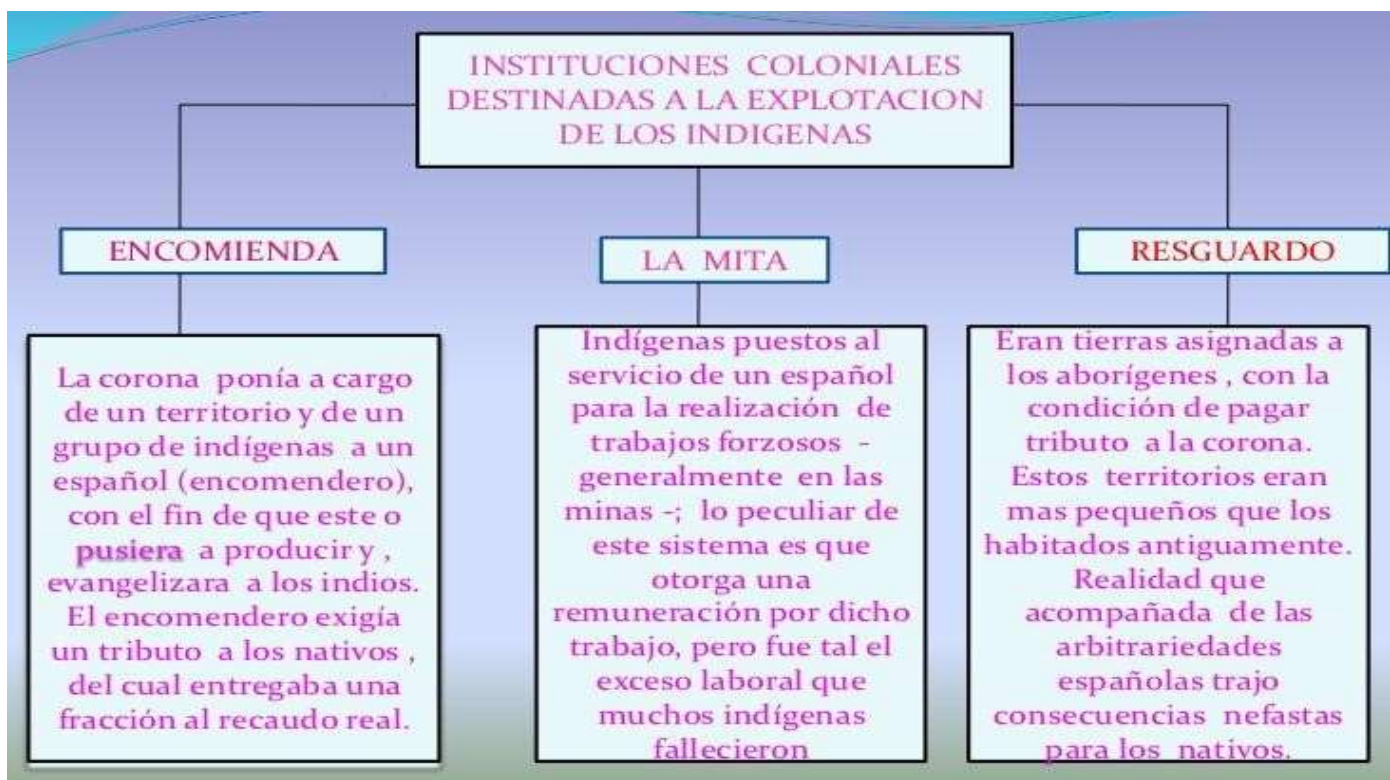 INSTITUCIONES COLONIALES
DESTINADAS A LA EXPLOTACION
DE LOS INDIGENAS
ENCOMIENDA
La corona ponía a cargo
de un territorio y de un
grupo de indígenas a un
español (encomendero),
con el fin de que este o
pusiera a producir y ,
evangelizara a los indios.
El encomendero exigía
un tributo a los nativos ,
del cual entregaba una
fracción al recaudo real.
LA MITA
Indígenas puestos al
servicio de un español
para la realización de
trabajos forzosos -
generalmente en las
minas -; lo peculiar de
este sistema es que
otorga una
remuneración por dicho
trabajo, pero fue tal el
exceso laboral que
muchos indígenas
fallecieron
RESGUARDO
Eran tierras asignadas a
los aborígenes , con la
condición de pagar
tributo a la corona.
Estos territorios eran
mas pequeños que los
habitados antiguamente.
Realidad que
acompañada de las
arbitrariedades
españolas trajo
consecuencias nefastas
para los nativos.